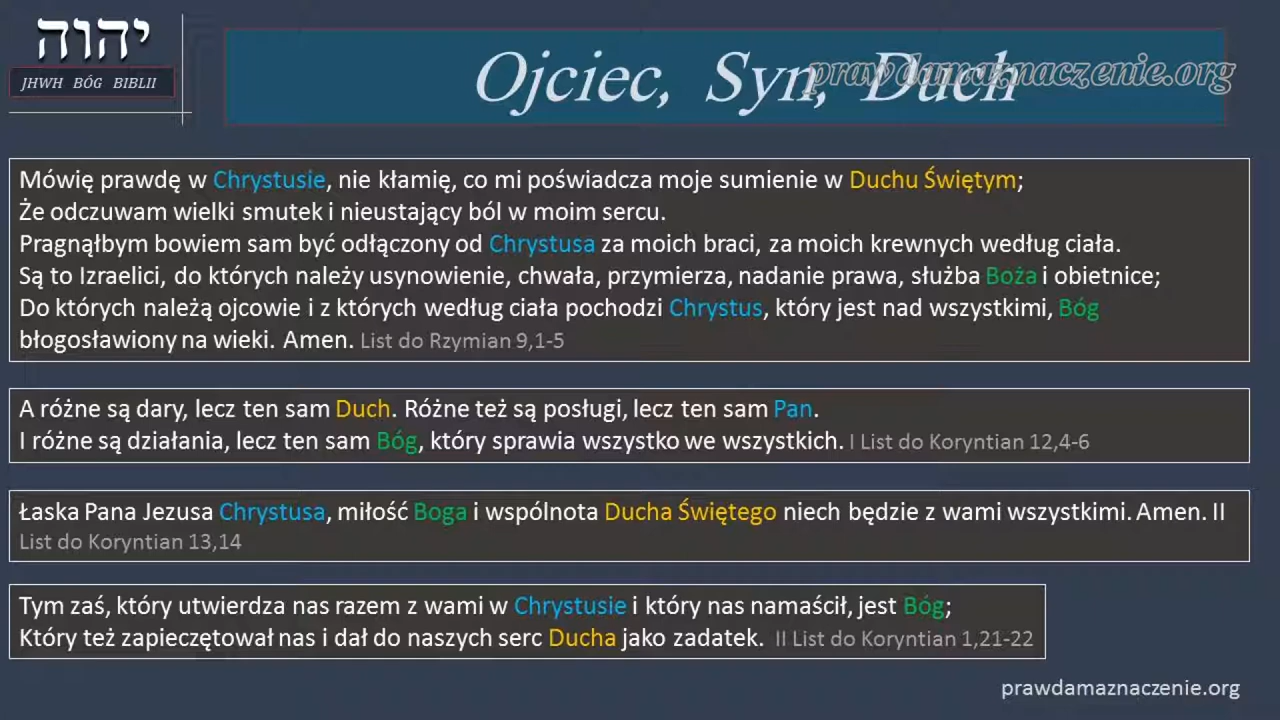 יהוה
JHWH BÓG BIBLII
Ojciec, Syn, Duch
prawdamaznaczenie.org
Mówię prawdę w Chrystusie, nie kłamię, co mi poświadcza moje sumienie w Duchu Świętym;
Że odczuwam wielki smutek i nieustający ból w moim sercu.
Pragnąłbym bowiem sam być odłączony od Chrystusa za moich braci, za moich krewnych według ciała.
Są to Izraelici, do których należy usynowienie, chwała, przymierza, nadanie prawa, służba Boża i obietnice;
Do których należą ojcowie i z których według ciała pochodzi Chrystus, który jest nad wszystkimi, Bóg
błogosławiony na wieki. Amen. List do Rzymian 9,1-5
A różne są dary, lecz ten sam Duch. Różne też są posługi, lecz ten sam Pan.
I różne są działania, lecz ten sam Bóg, który sprawia wszystko we wszystkich. I List do Koryntian 12,4-6
Łaska Pana Jezusa Chrystusa, miłość Boga i wspólnota Ducha Świętego niech będzie z wami wszystkimi. Amen. II
List do Koryntian 13,14
Tym zaś, który utwierdza nas razem z wami w Chrystusie i który nas namaścił, jest Bóg;
Który też zapieczętował nas i dał do naszych serc Ducha jako zadatek. II List do Koryntian 1,21-22
prawdamaznaczenie.org